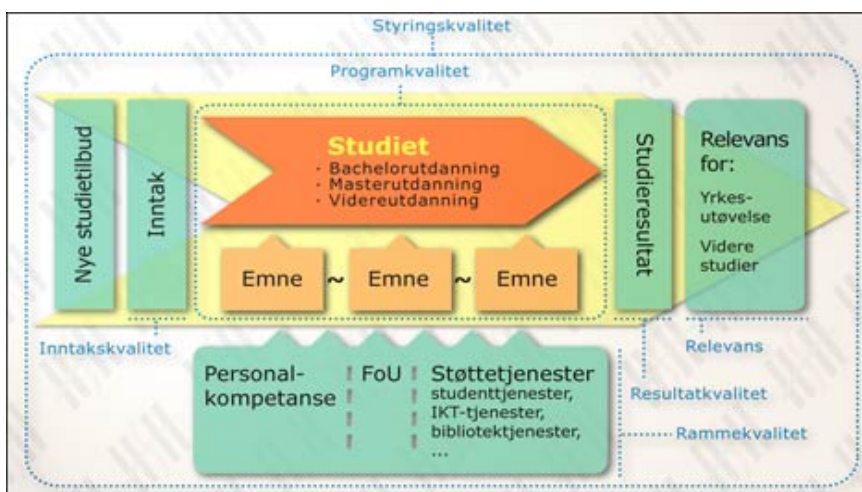 Styringskvalitet
Programkvalitet
Nye studietilbud
Inntak
Studiet
· Bachelorutdanning
· Masterutdanning
· Videreutdanning
Emne ~ Emne ~ Emne
Studieresultat
Relevans
for:
Yrkes-
utøvelse
Videre
studier
Inntakskvalitet
Relevans
Resultatkvalitet
Rammekvalitet
Personal-
kompetanse
FoU
Støttetjenester
studenttjenester,
IKT-tjenester,
bibliotektjenester,
...